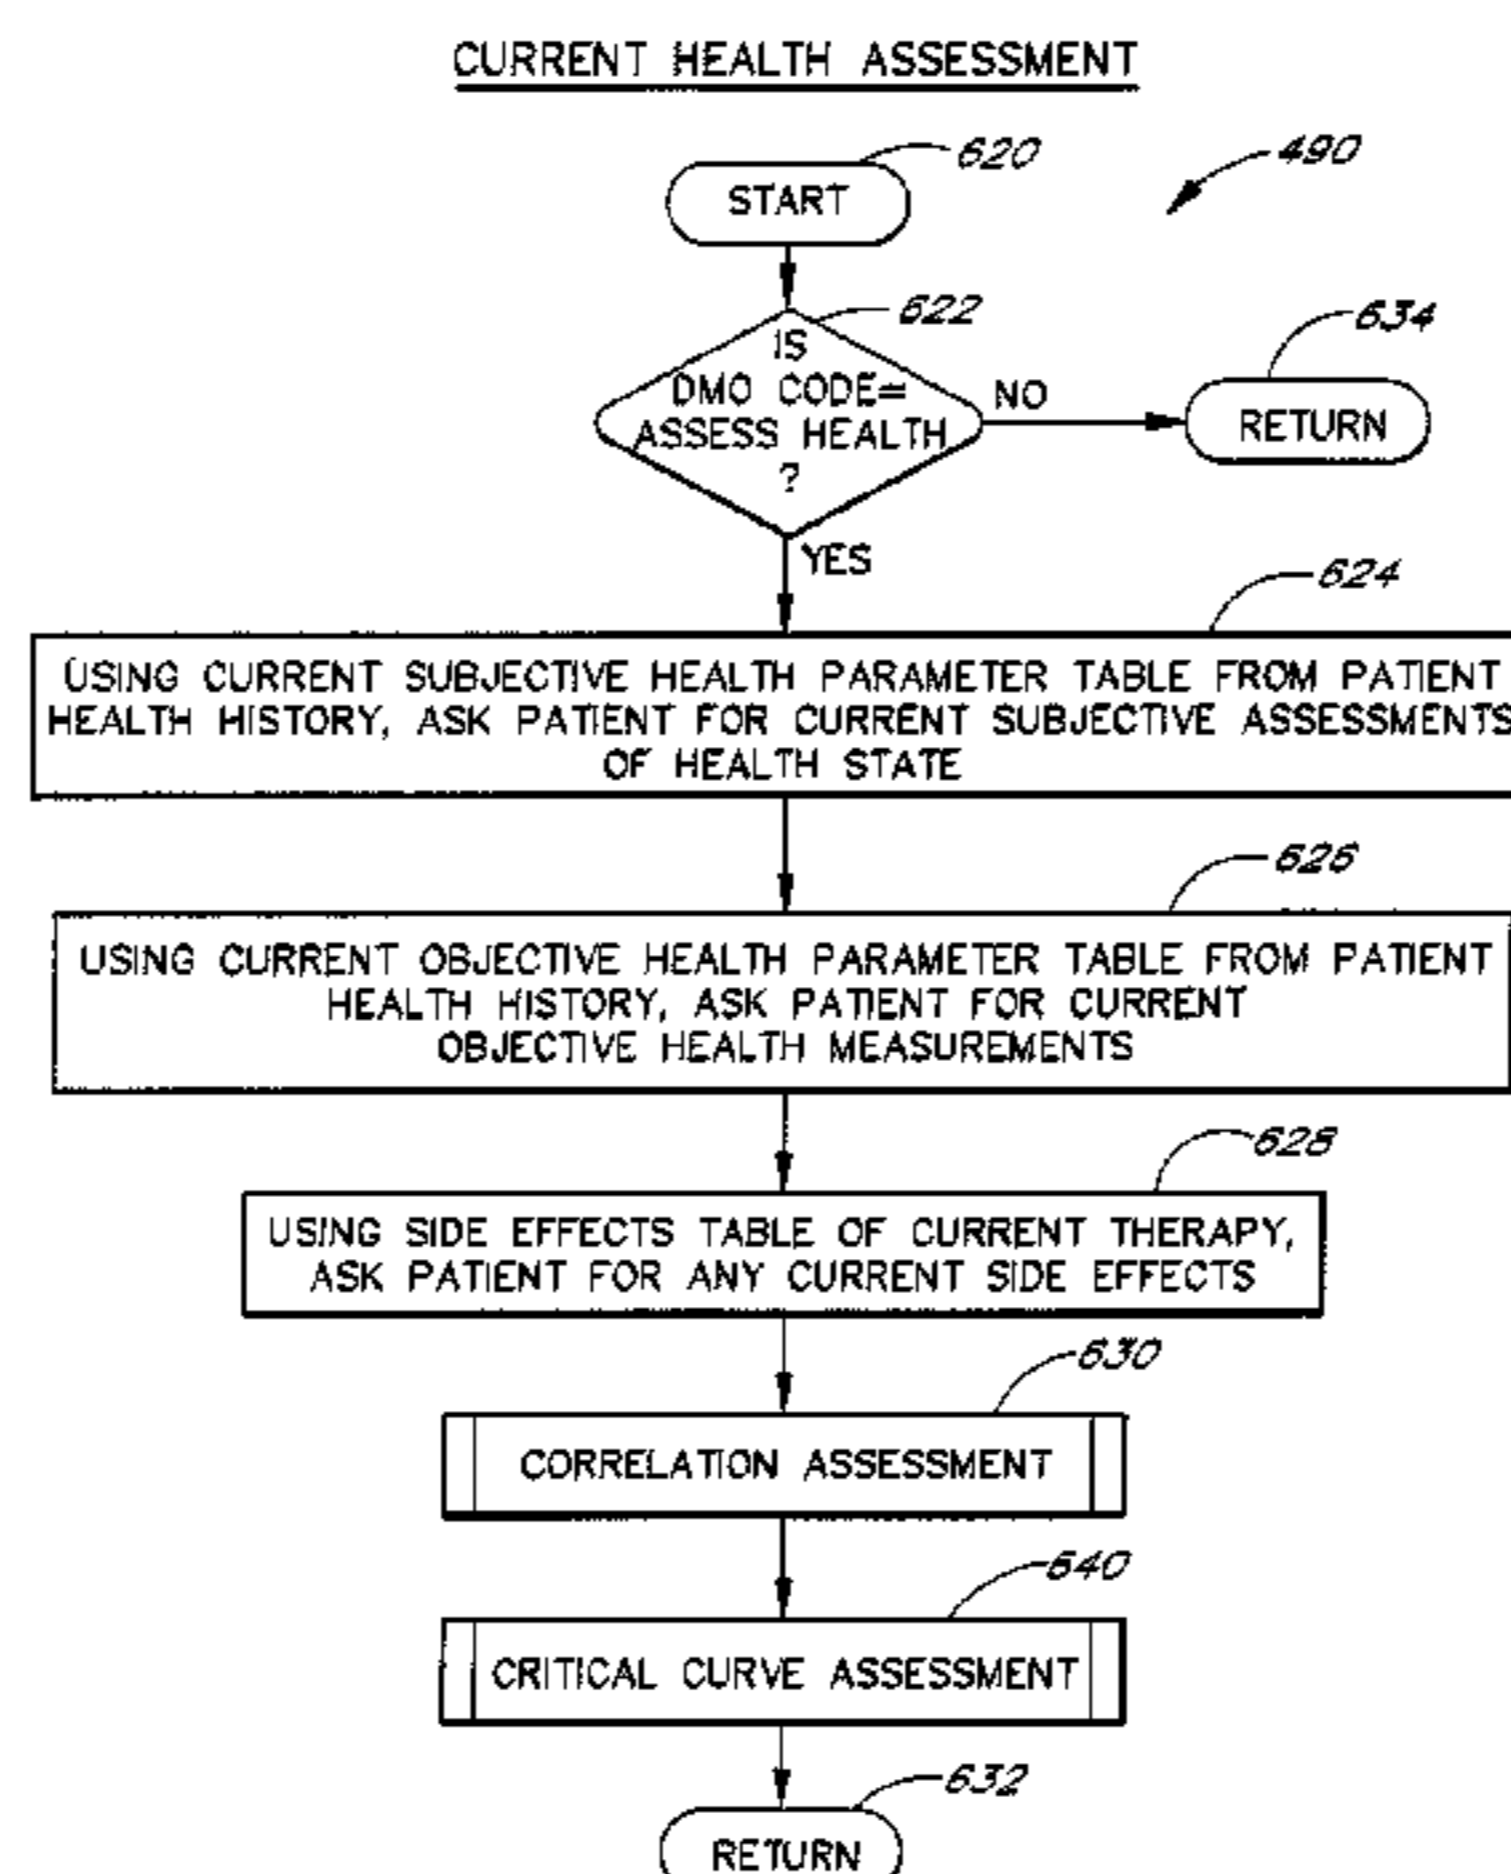 CURRENT HEALTH ASSESSMENT
620
490
START
622
634
IS
DMO CODE=
ASSESS HEALTH
?
NO
RETURN
YES
624
USING CURRENT SUBJECTIVE HEALTH PARAMETER TABLE FROM PATIENT
HEALTH HISTORY, ASK PATIENT FOR CURRENT SUBJECTIVE ASSESSMENTS
OF HEALTH STATE
626
USING CURRENT OBJECTIVE HEALTH PARAMETER TABLE FROM PATIENT
HEALTH HISTORY, ASK PATIENT FOR CURRENT
OBJECTIVE HEALTH MEASUREMENTS
628
USING SIDE EFFECTS TABLE OF CURRENT THERAPY,
ASK PATIENT FOR ANY CURRENT SIDE EFFECTS
630
CORRELATION ASSESSMENT
640
CRITICAL CURVE ASSESSMENT
632
RETURN